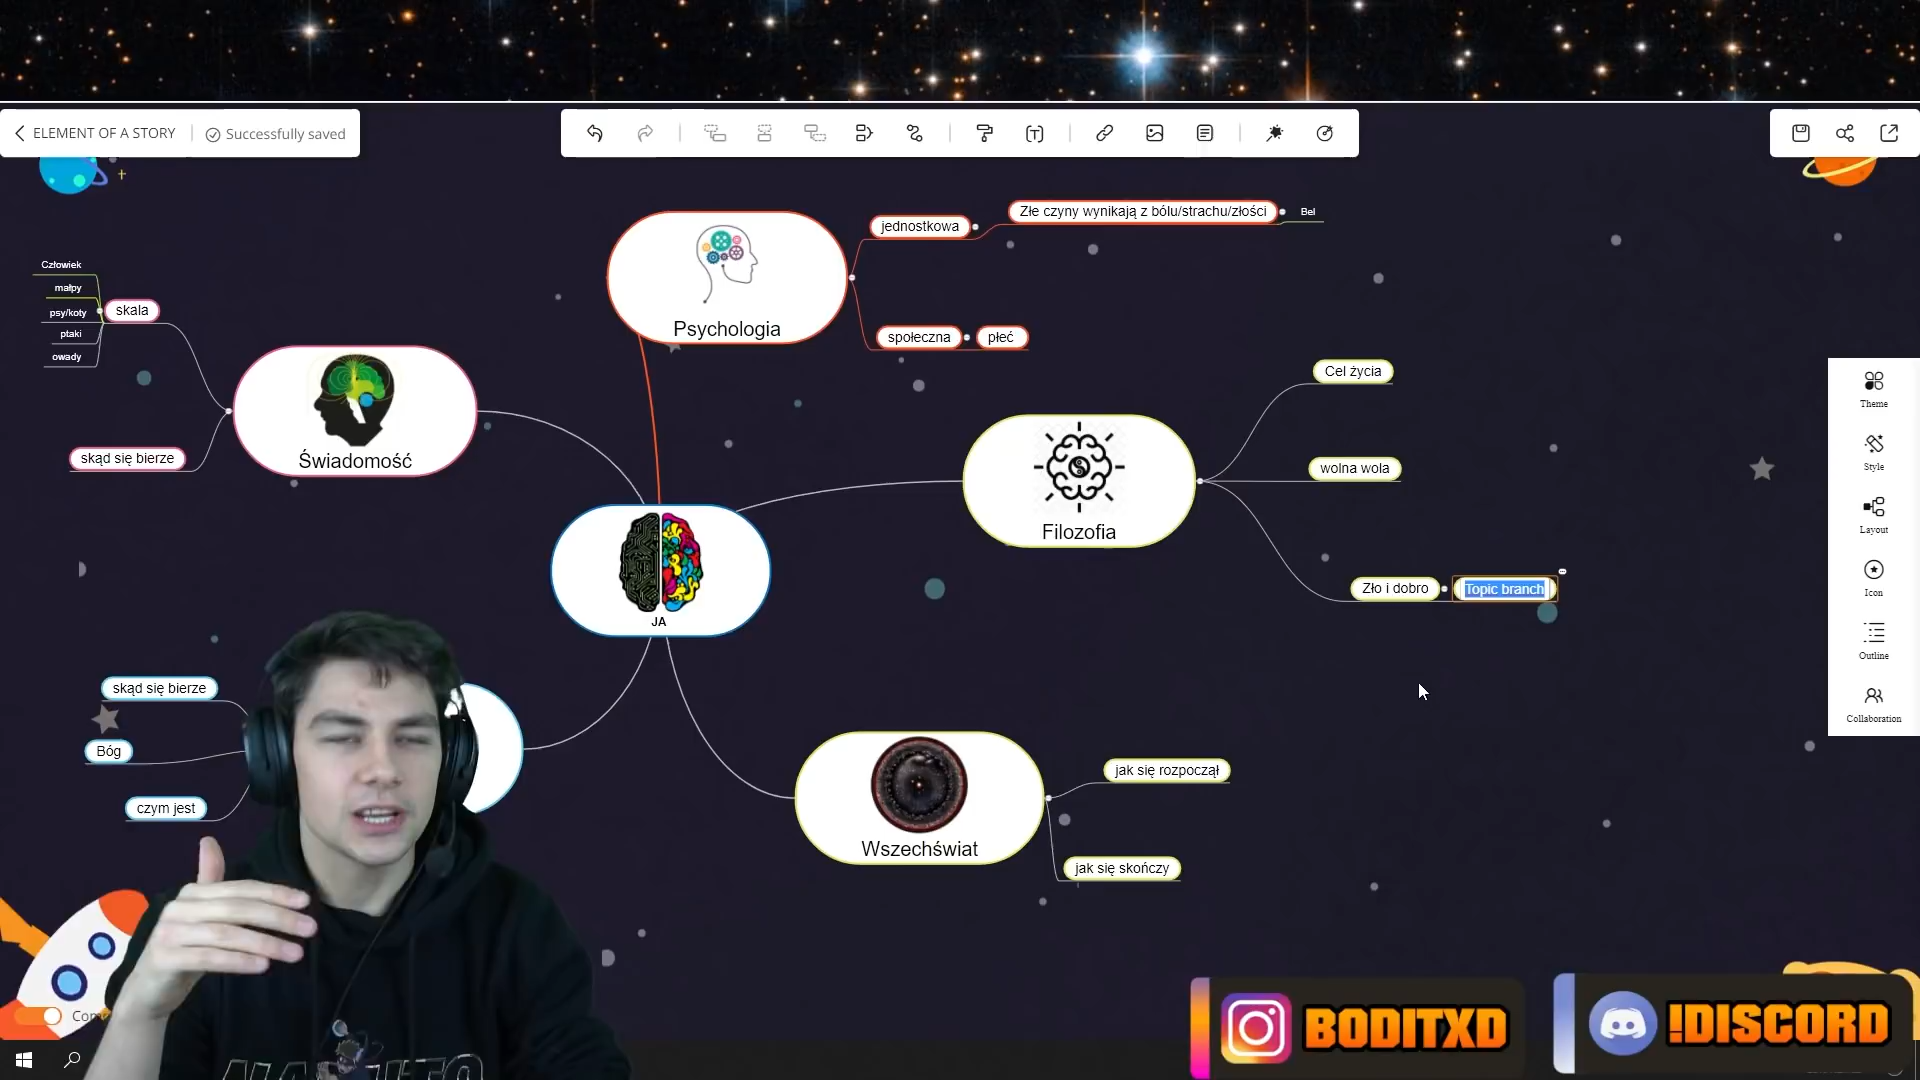 ELEMENT OF A STORY
Successfully saved
Człowiek
małpy
psy/koty
ptaki
owady
skala
skąd się bierze
Świadomość
Psychologia
jednostkowa
Złe czyny wynikają z bólu/strachu/złości
Bel
społeczna
płeć
Filozofia
Cel życia
wolna wola
Zło i dobro
Topic branch
JA
skąd się bierze
Bóg
czym jest
Wszechświat
jak się rozpoczął
jak się skończy
Theme
Style
Layout
Icon
Outline
Collaboration
BODITXD
!DISCORD